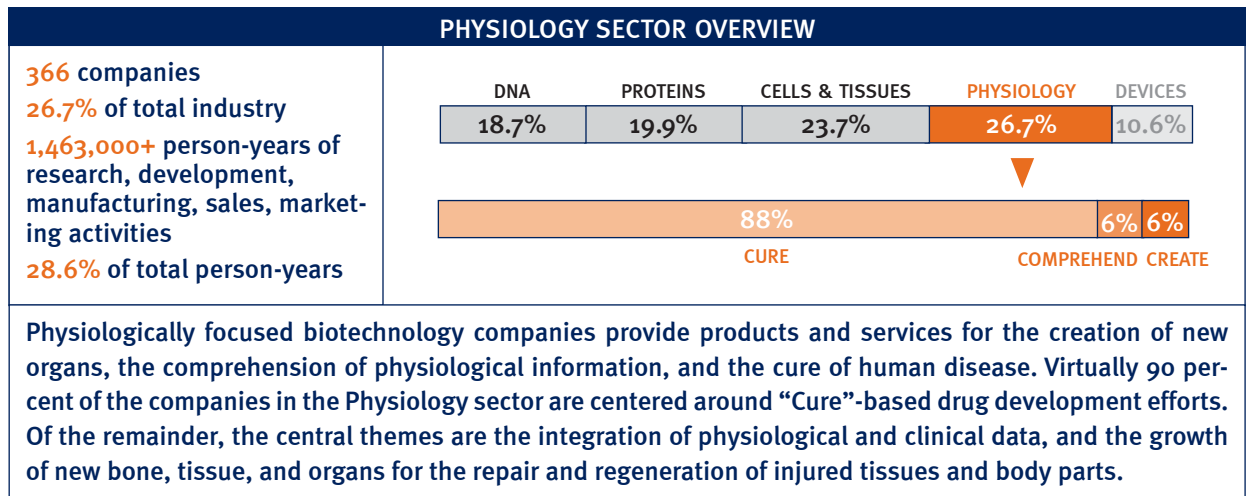 PHYSIOLOGY SECTOR OVERVIEW
366 companies
26.7% of total industry
1,463,000+ person-years of
research, development,
manufacturing, sales, market-
ing activities
28.6% of total person-years
DNA PROTEINS CELLS & TISSUES PHYSIOLOGY DEVICES
18.7% 19.9% 23.7% 26.7% 10.6%
88% 6% 6%
CURE COMPREHEND CREATE
Physiologically focused biotechnology companies provide products and services for the creation of new
organs, the comprehension of physiological information, and the cure of human disease. Virtually 90 per-
cent of the companies in the Physiology sector are centered around “Cure”-based drug development efforts.
Of the remainder, the central themes are the integration of physiological and clinical data, and the growth
of new bone, tissue, and organs for the repair and regeneration of injured tissues and body parts.